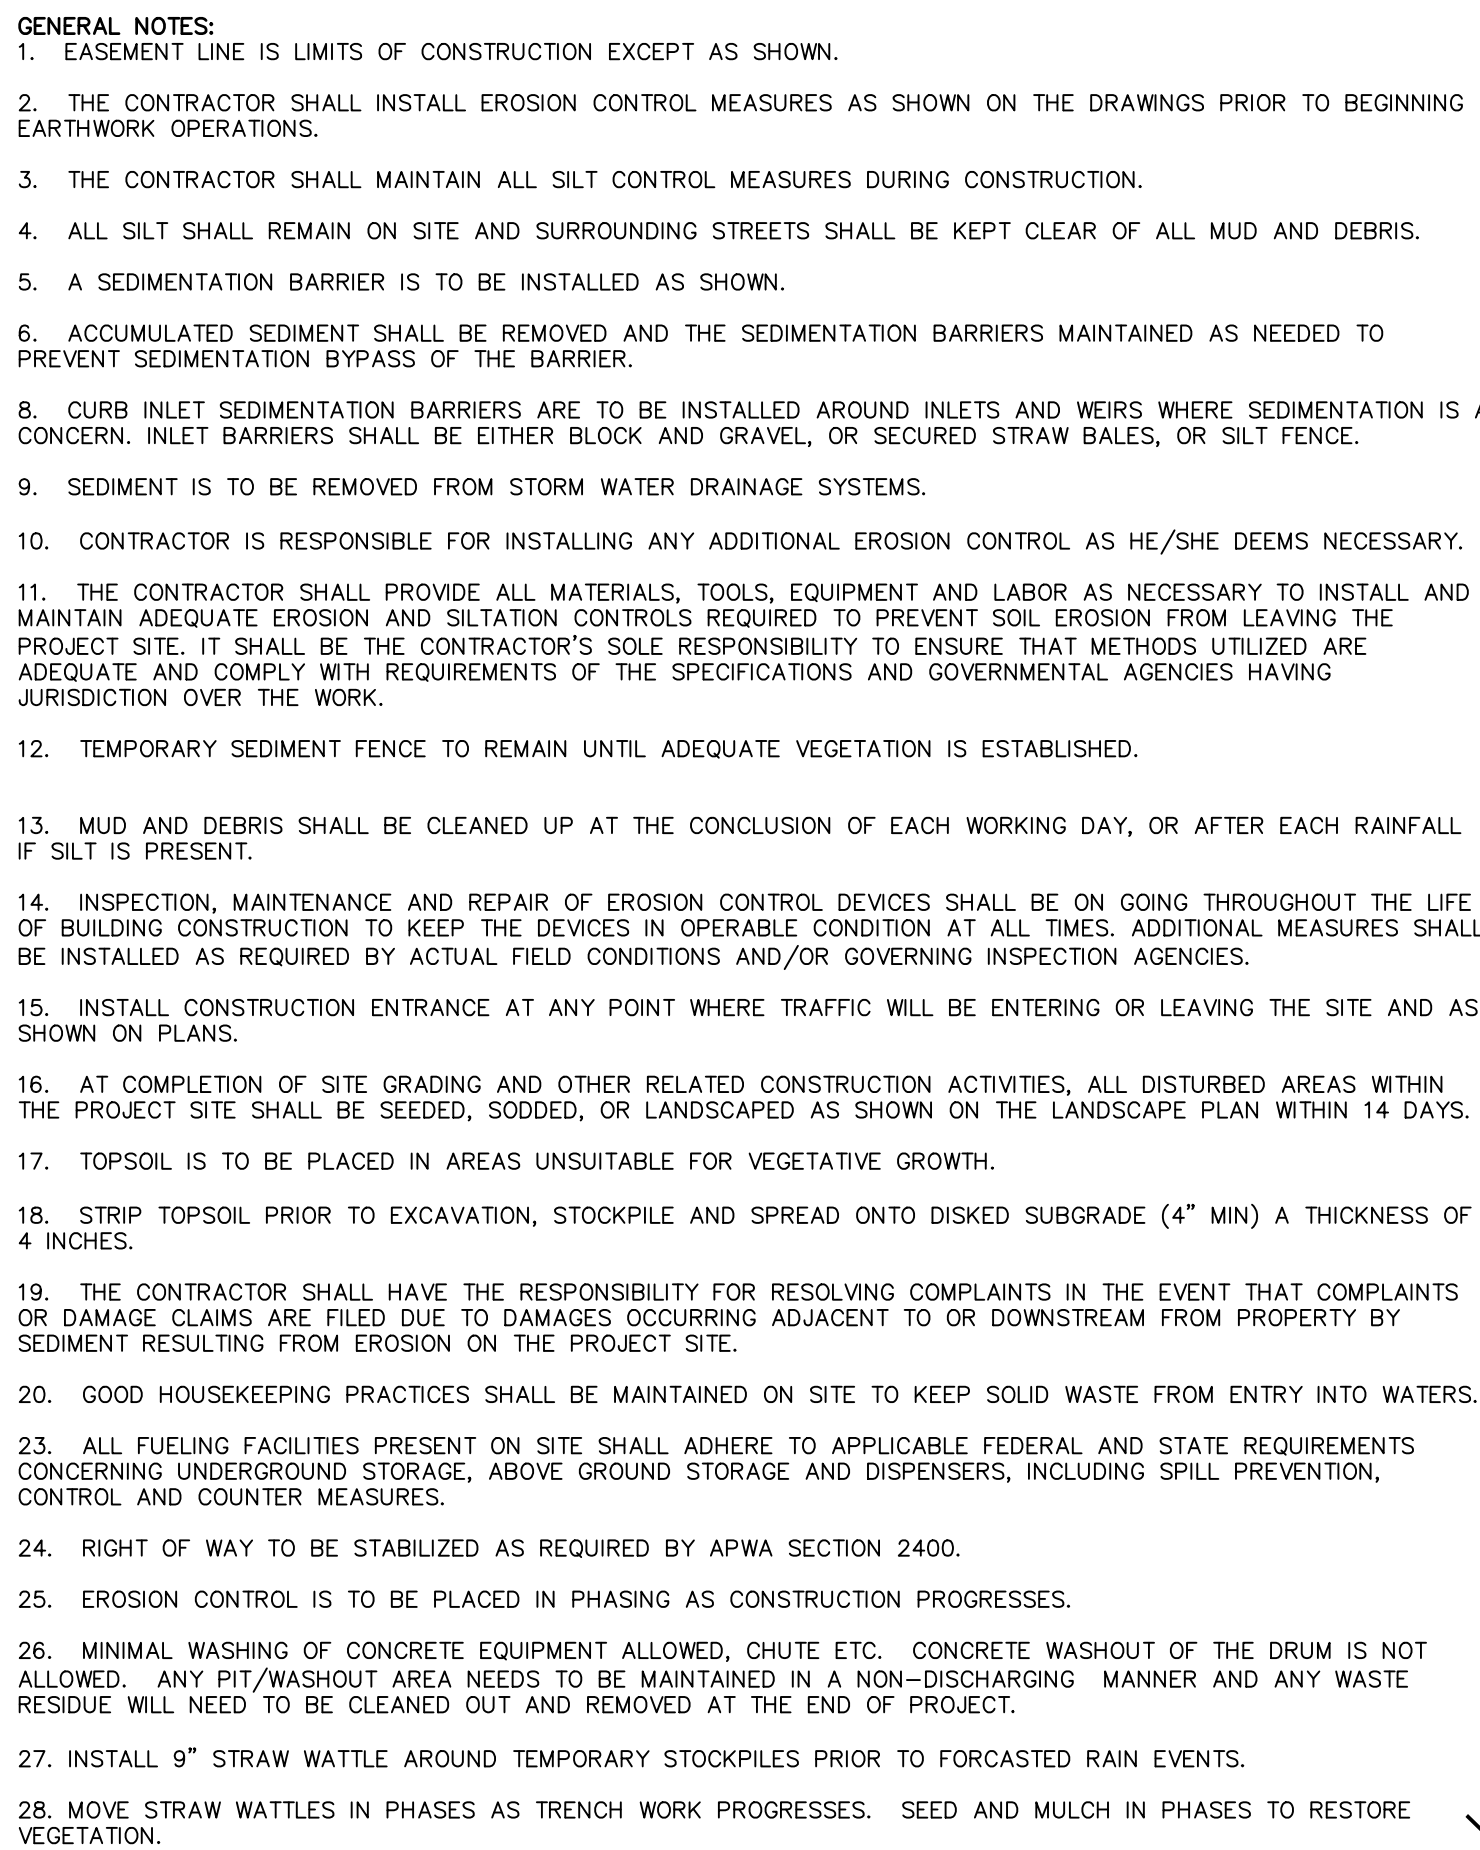 GENERAL NOTES:
1. EASEMENT LINE IS LIMITS OF CONSTRUCTION EXCEPT AS SHOWN.
2. THE CONTRACTOR SHALL INSTALL EROSION CONTROL MEASURES AS SHOWN ON THE DRAWINGS PRIOR TO BEGINNING
EARTHWORK OPERATIONS.
3. THE CONTRACTOR SHALL MAINTAIN ALL SILT CONTROL MEASURES DURING CONSTRUCTION.
4. ALL SILT SHALL REMAIN ON SITE AND SURROUNDING STREETS SHALL BE KEPT CLEAR OF ALL MUD AND DEBRIS.
5. A SEDIMENTATION BARRIER IS TO BE INSTALLED AS SHOWN.
6. ACCUMULATED SEDIMENT SHALL BE REMOVED AND THE SEDIMENTATION BARRIERS MAINTAINED AS NEEDED TO
PREVENT SEDIMENTATION BYPASS OF THE BARRIER.
8. CURB INLET SEDIMENTATION BARRIERS ARE TO BE INSTALLED AROUND INLETS AND WEIRS WHERE SEDIMENTATION IS A
CONCERN. INLET BARRIERS SHALL BE EITHER BLOCK AND GRAVEL, OR SECURED STRAW BALES, OR SILT FENCE.
9. SEDIMENT IS TO BE REMOVED FROM STORM WATER DRAINAGE SYSTEMS.
10. CONTRACTOR IS RESPONSIBLE FOR INSTALLING ANY ADDITIONAL EROSION CONTROL AS HE/SHE DEEMS NECESSARY.
11. THE CONTRACTOR SHALL PROVIDE ALL MATERIALS, TOOLS, EQUIPMENT AND LABOR AS NECESSARY TO INSTALL AND
MAINTAIN ADEQUATE EROSION AND SILTATION CONTROLS REQUIRED TO PREVENT SOIL EROSION FROM LEAVING THE
PROJECT SITE. IT SHALL BE THE CONTRACTOR'S SOLE RESPONSIBILITY TO ENSURE THAT METHODS UTILIZED ARE
ADEQUATE AND COMPLY WITH REQUIREMENTS OF THE SPECIFICATIONS AND GOVERNMENTAL AGENCIES HAVING
JURISDICTION OVER THE WORK.
12. TEMPORARY SEDIMENT FENCE TO REMAIN UNTIL ADEQUATE VEGETATION IS ESTABLISHED.
13. MUD AND DEBRIS SHALL BE CLEANED UP AT THE CONCLUSION OF EACH WORKING DAY, OR AFTER EACH RAINFALL
IF SILT IS PRESENT.
14. INSPECTION, MAINTENANCE AND REPAIR OF EROSION CONTROL DEVICES SHALL BE ON GOING THROUGHOUT THE LIFE
OF BUILDING CONSTRUCTION TO KEEP THE DEVICES IN OPERABLE CONDITION AT ALL TIMES. ADDITIONAL MEASURES SHALL
BE INSTALLED AS REQUIRED BY ACTUAL FIELD CONDITIONS AND/OR GOVERNING INSPECTION AGENCIES.
15. INSTALL CONSTRUCTION ENTRANCE AT ANY POINT WHERE TRAFFIC WILL BE ENTERING OR LEAVING THE SITE AND AS
SHOWN ON PLANS.
16. AT COMPLETION OF SITE GRADING AND OTHER RELATED CONSTRUCTION ACTIVITIES, ALL DISTURBED AREAS WITHIN
THE PROJECT SITE SHALL BE SEEDED, SODDED, OR LANDSCAPED AS SHOWN ON THE LANDSCAPE PLAN WITHIN 14 DAYS.
17. TOPSOIL IS TO BE PLACED IN AREAS UNSUITABLE FOR VEGETATIVE GROWTH.
18. STRIP TOPSOIL PRIOR TO EXCAVATION, STOCKPILE AND SPREAD ONTO DISKED SUBGRADE (4" MIN) A THICKNESS OF
4 INCHES.
19. THE CONTRACTOR SHALL HAVE THE RESPONSIBILITY FOR RESOLVING COMPLAINTS IN THE EVENT THAT COMPLAINTS
OR DAMAGE CLAIMS ARE FILED DUE TO DAMAGES OCCURRING ADJACENT TO OR DOWNSTREAM FROM PROPERTY BY
SEDIMENT RESULTING FROM EROSION ON THE PROJECT SITE.
20. GOOD HOUSEKEEPING PRACTICES SHALL BE MAINTAINED ON SITE TO KEEP SOLID WASTE FROM ENTRY INTO WATERS.
23. ALL FUELING FACILITIES PRESENT ON SITE SHALL ADHERE TO APPLICABLE FEDERAL AND STATE REQUIREMENTS
CONCERNING UNDERGROUND STORAGE, ABOVE GROUND STORAGE AND DISPENSERS, INCLUDING SPILL PREVENTION,
CONTROL AND COUNTER MEASURES.
24. RIGHT OF WAY TO BE STABILIZED AS REQUIRED BY APWA SECTION 2400.
25. EROSION CONTROL IS TO BE PLACED IN PHASING AS CONSTRUCTION PROGRESSES.
26. MINIMAL WASHING OF CONCRETE EQUIPMENT ALLOWED, CHUTE ETC. CONCRETE WASHOUT OF THE DRUM IS NOT
ALLOWED. ANY PIT/WASHOUT AREA NEEDS TO BE MAINTAINED IN A NON-DISCHARGING MANNER AND ANY WASTE
RESIDUE WILL NEED TO BE CLEANED OUT AND REMOVED AT THE END OF PROJECT.
27. INSTALL 9" STRAW WATTLE AROUND TEMPORARY STOCKPILES PRIOR TO FORCASTED RAIN EVENTS.
28. MOVE STRAW WATTLES IN PHASES AS TRENCH WORK PROGRESSES. SEED AND MULCH IN PHASES TO RESTORE
VEGETATION.